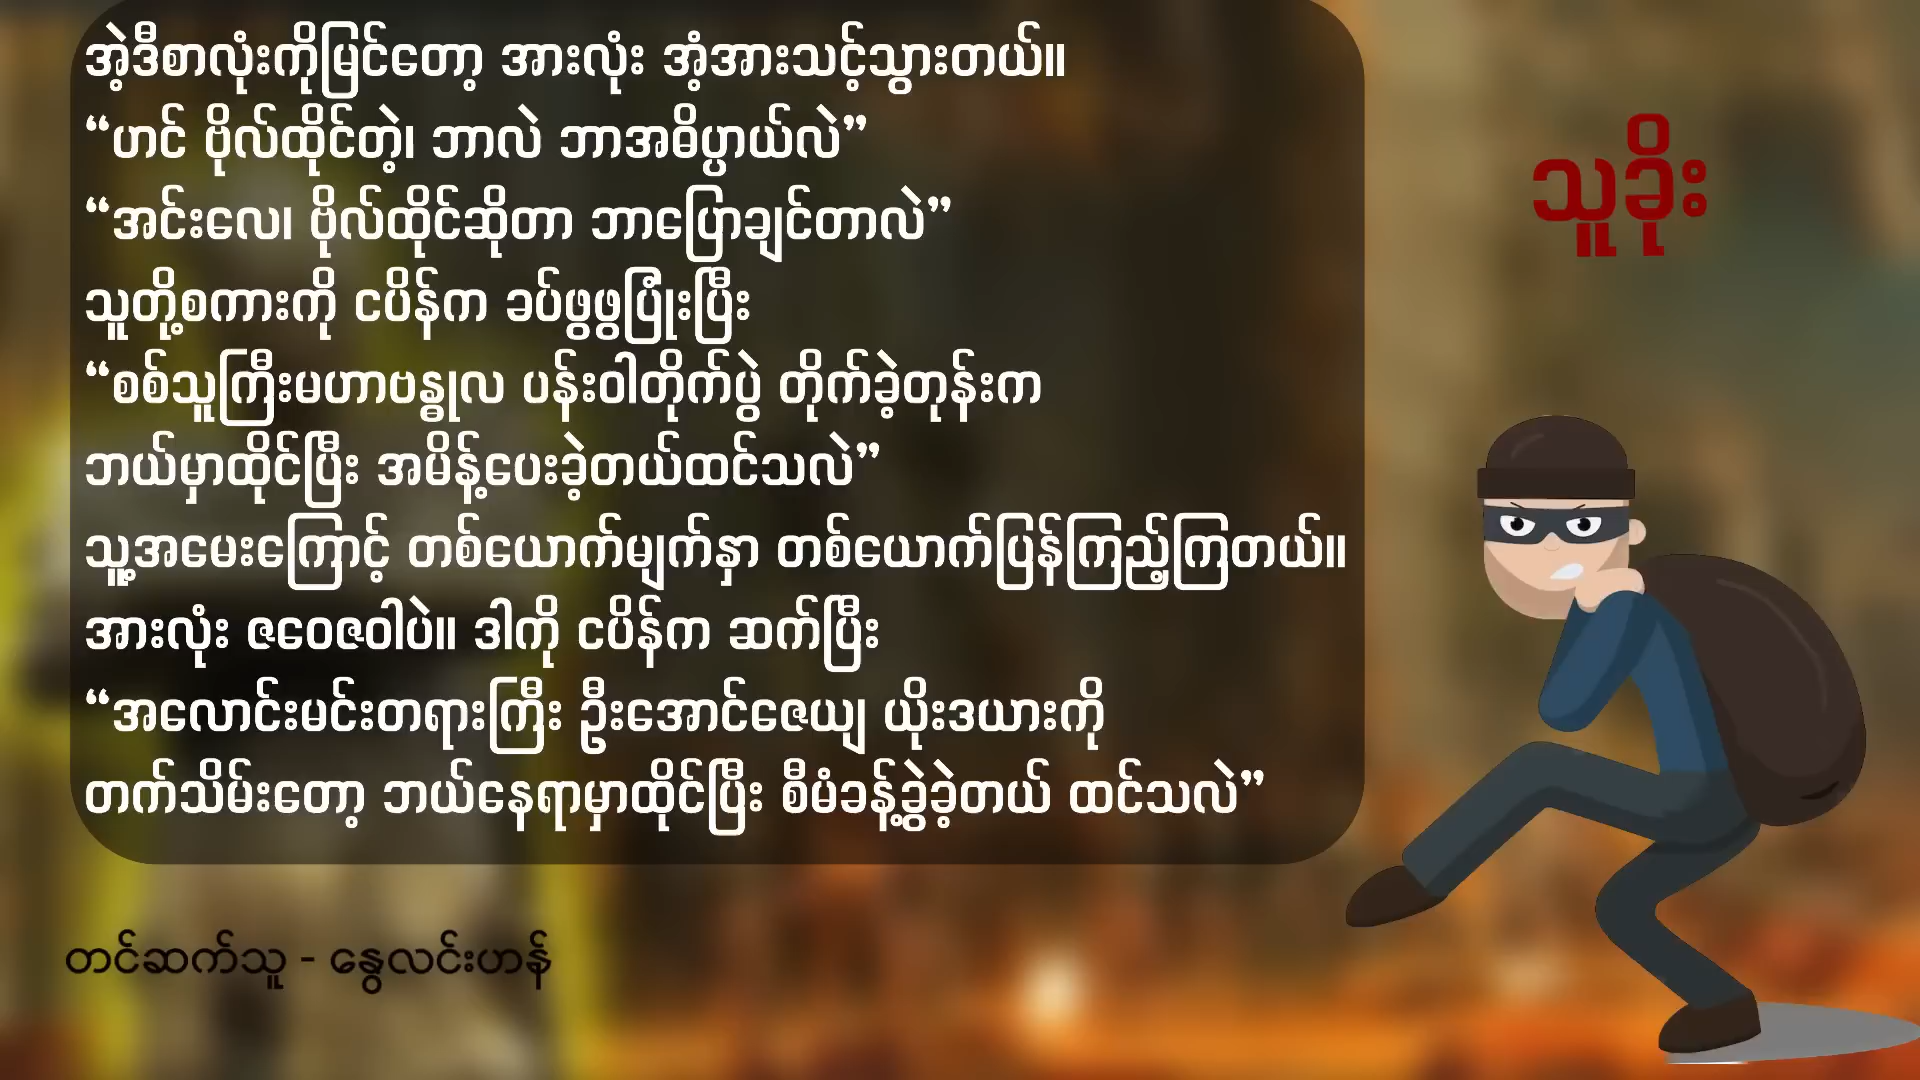 အဲ့ဒီစာလုံးကိုမြင်တော့ အားလုံး အံ့အားသင့်သွားတယ်။
“ဟင် ဗိုလ်ထိုင်တဲ့၊ ဘာလဲ ဘာအဓိပ္ပာယ်လဲ”
“အင်းလေ၊ ဗိုလ်ထိုင်ဆိုတာ ဘာပြောချင်တာလဲ”
သူတို့စကားကို ငပိန်က ခပ်ဖွဖွပြုံးပြီး
“စစ်သူကြီးမဟာဗန္ဓုလ ပန်းဝါတိုက်ပွဲ တိုက်ခဲ့တုန်းက
ဘယ်မှာထိုင်ပြီး အမိန့်ပေးခဲ့တယ်ထင်သလဲ”
သူ့အမေးကြောင့် တစ်ယောက်မျက်နှာ တစ်ယောက်ပြန်ကြည့်ကြတယ်။
အားလုံး ဇဝေဇဝါပဲ။ ဒါကို ငပိန်က ဆက်ပြီး
“အလောင်းမင်းတရားကြီး ဦးအောင်ဇေယျ ယိုးဒယားကို
တက်သိမ်းတော့ ဘယ်နေရာမှာထိုင်ပြီး စီမံခန့်ခွဲခဲ့တယ် ထင်သလဲ”
သူခိုး
တင်ဆက်သူ - နွေလင်းဟန်